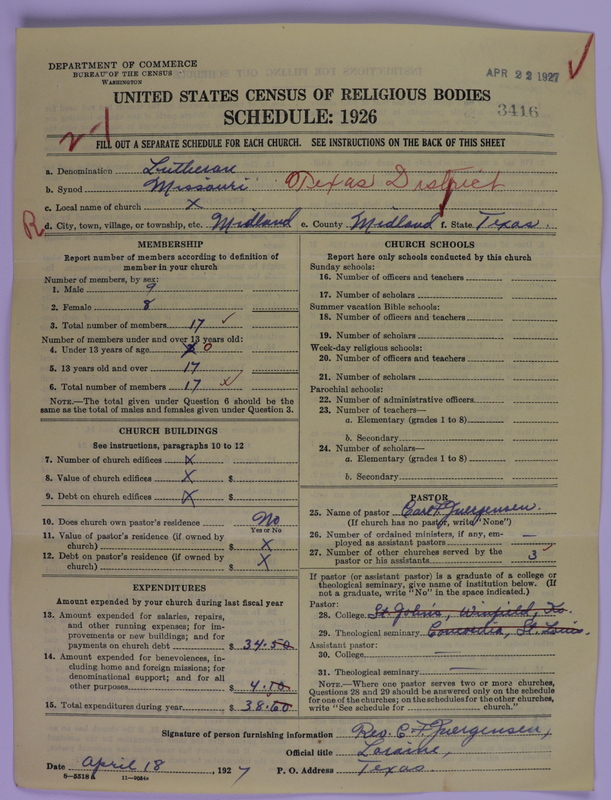 DEPARTMENT OF COMMERCE
BUREAU OF THE CENSUS
WASHINGTON
APR 22 1927
UNITED STATES CENSUS OF RELIGIOUS BODIES
SCHEDULE: 1926
3416
FILL OUT A SEPARATE SCHEDULE FOR EACH CHURCH. SEE INSTRUCTIONS ON THE BACK OF THIS SHEET
a. Denomination Lutheran
b. Synod Missouri Texas District
c. Local name of church X
R
d. City, town, village, or township, etc. Midland e. County Midland f. State Texas
MEMBERSHIP
Report number of members according to definition of
member in your church
Number of members, by sex:
1. Male 9
2. Female 8
3. Total number of members 17
Number of members under and over 13 years old:
4. Under 13 years of age 0
5. 13 years old and over 17
6. Total number of members 17
NOTE.—The total given under Question 6 should be the
same as the total of males and females given under Question 3.
CHURCH BUILDINGS
See instructions, paragraphs 10 to 12
7. Number of church edifices X
8. Value of church edifices X $
9. Debt on church edifices X $
10. Does church own pastor's residence No
Yes or No
11. Value of pastor's residence (if owned by
church) $ X
12. Debt on pastor's residence (if owned by
church) $ X
EXPENDITURES
Amount expended by your church during last fiscal year
13. Amount expended for salaries, repairs,
and other running expenses; for im-
provements or new buildings; and for
payments on church debt $ 34.50
14. Amount expended for benevolences, in-
cluding home and foreign missions; for
denominational support; and for all
other purposes $
15. Total expenditures during year $ 38.60
CHURCH SCHOOLS
Report here only schools conducted by this church
Sunday schools:
16. Number of officers and teachers
17. Number of scholars
Summer vacation Bible schools:
18. Number of officers and teachers
19. Number of scholars
Week-day religious schools:
20. Number of officers and teachers
21. Number of scholars
Parochial schools:
22. Number of administrative officers
23. Number of teachers—
a. Elementary (grades 1 to 8)
b. Secondary
24. Number of scholars—
a. Elementary (grades 1 to 8)
b. Secondary
PASTOR
25. Name of pastor Carl F. Juergensen.
(If church has no pastor, write "None")
26. Number of ordained ministers, if any, em-
ployed as assistant pastors —
27. Number of other churches served by the
pastor or his assistants 3
If pastor (or assistant pastor) is a graduate of a college or
theological seminary, give name of institution below. (If
not a graduate, write "No" in the space indicated.)
Pastor:
28. College St. Johns, Winfield,
29. Theological seminary Concordia, St. Louis.
Assistant pastor:
30. College —
31. Theological seminary —
NOTE.—Where one pastor serves two or more churches,
Questions 28 and 29 should be answered only on the schedule
for one of the churches; on the schedules for the other churches,
write "See schedule for church."
Signature of person furnishing information Rev. C F. Juergensen,
Official title Loraine,
Date April 18, 1927 P. O. Address Texas